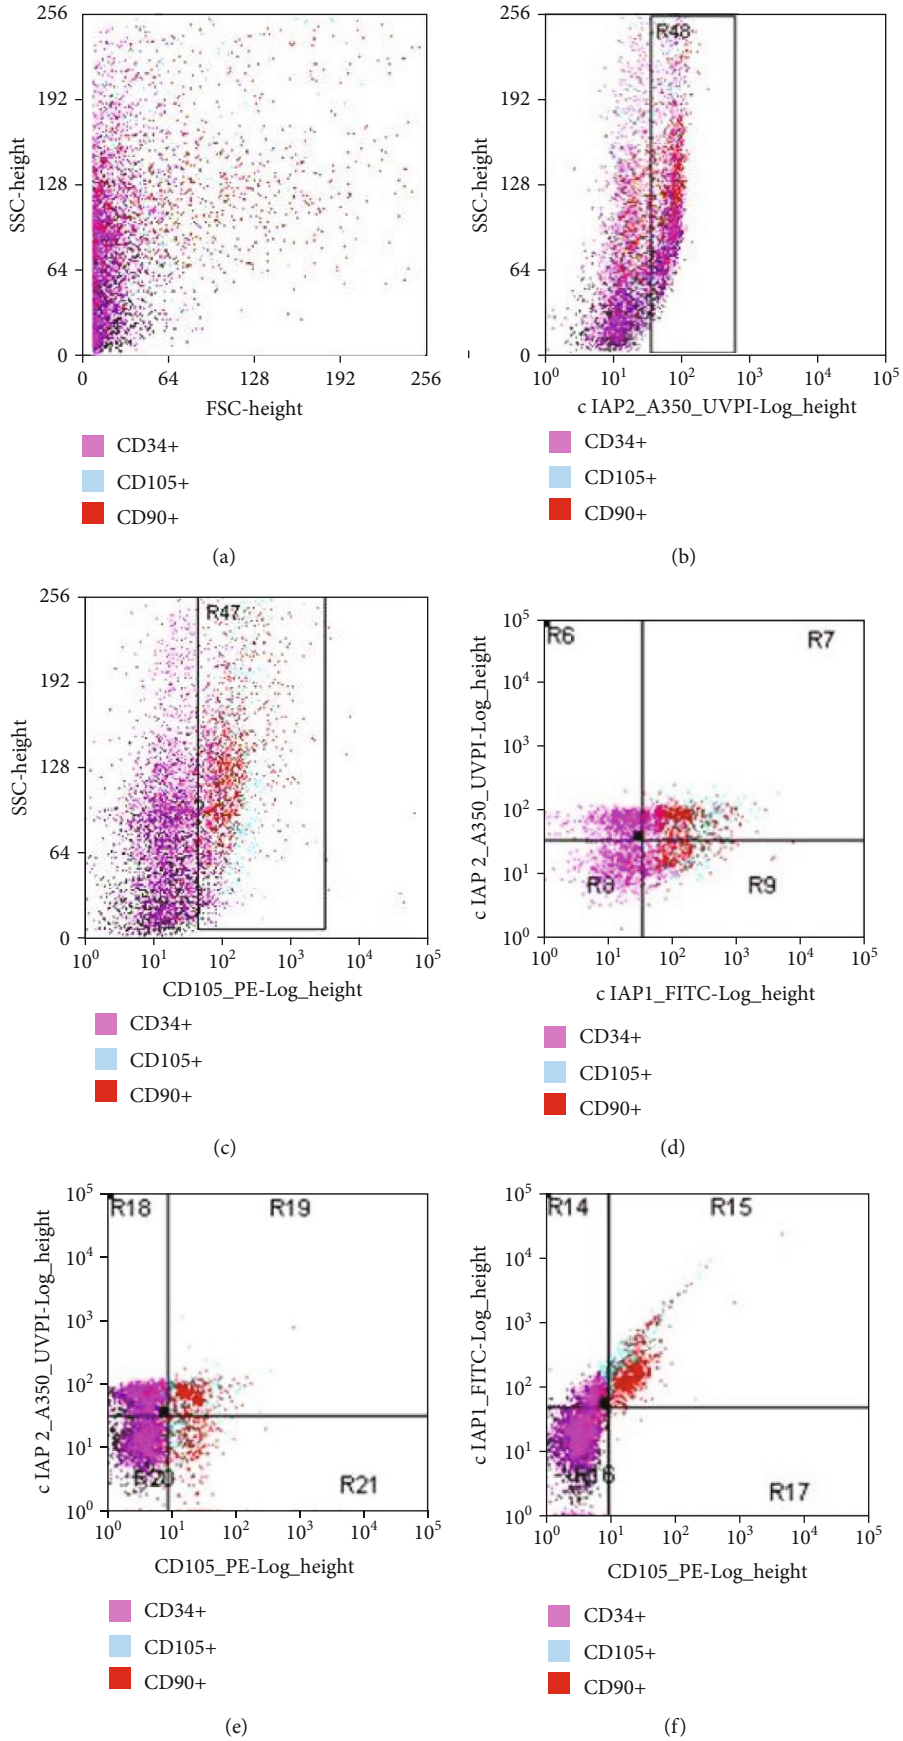 256
192
128
64
0
SSC-height
0 64 128 192 256
FSC-height
CD34+
CD105+
CD90+
(a)
256
192
128
64
0
SSC-height
R48
10⁰ 10¹ 10² 10³ 10⁴ 10⁵
c IAP2_A350_UVPI-Log_height
CD34+
CD105+
CD90+
(b)
256
192
128
64
0
SSC-height
R47
10⁰ 10¹ 10² 10³ 10⁴ 10⁵
CD105_PE-Log_height
CD34+
CD105+
CD90+
(c)
10⁵
10⁴
10³
10²
10¹
10⁰
c IAP 2_A350_UVPI-Log_height
R6 R7
R8 R9
10⁰ 10¹ 10² 10³ 10⁴ 10⁵
c IAP1_FITC-Log_height
CD34+
CD105+
CD90+
(d)
10⁵
10⁴
10³
10²
10¹
10⁰
c IAP 2_A350_UVPI-Log_height
R18 R19
R20 R21
10⁰ 10¹ 10² 10³ 10⁴ 10⁵
CD105_PE-Log_height
CD34+
CD105+
CD90+
(e)
10⁵
10⁴
10³
10²
10¹
10⁰
c IAP1_FITC-Log_height
R14 R15
R16 R17
10⁰ 10¹ 10² 10³ 10⁴ 10⁵
CD105_PE-Log_height
CD34+
CD105+
CD90+
(f)